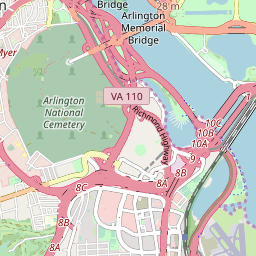 n
Bridge
28 m
Arlington
Memorial
Bridge
Myer
VA 110
Arlington
National
Cemetery
Richmond Highway
10C
10B
10A
9
8B
8A
8C
8B
8A